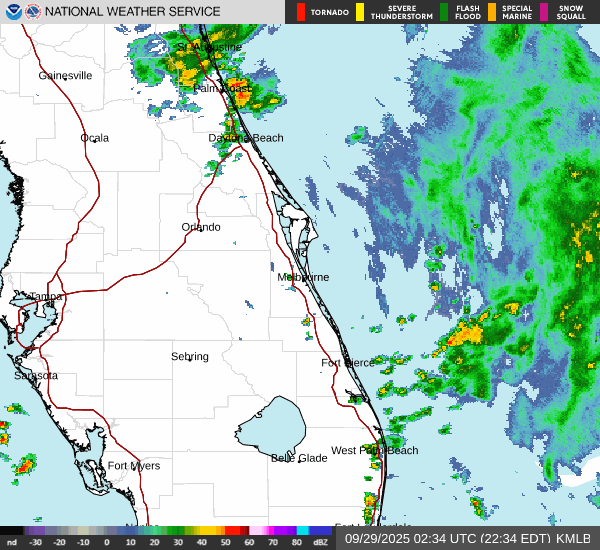 NATIONAL WEATHER SERVICE
TORNADO
SEVERE THUNDERSTORM
FLASH FLOOD
SPECIAL MARINE
SNOW SQUALL
St. Augustine
Gainesville
Palm Coast
Ocala
Daytona Beach
Orlando
Melbourne
Tampa
Sebring
Fort Pierce
Sarasota
West Palm Beach
Belle Glade
Fort Myers
nd -30 -20 -10 0 10 20 30 40 50 60 70 80 dBZ
09/29/2025 02:34 UTC (22:34 EDT) KMLB